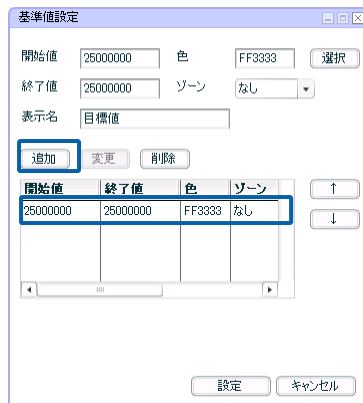 基準値設定
開始値 25000000 色 FF3333 選択
終了値 25000000 ゾーン なし
表示名 目標値
追加 変更 削除
開始値 終了値 色 ゾーン ↑
25000000 25000000 FF3333 なし ↓
設定 キャンセル